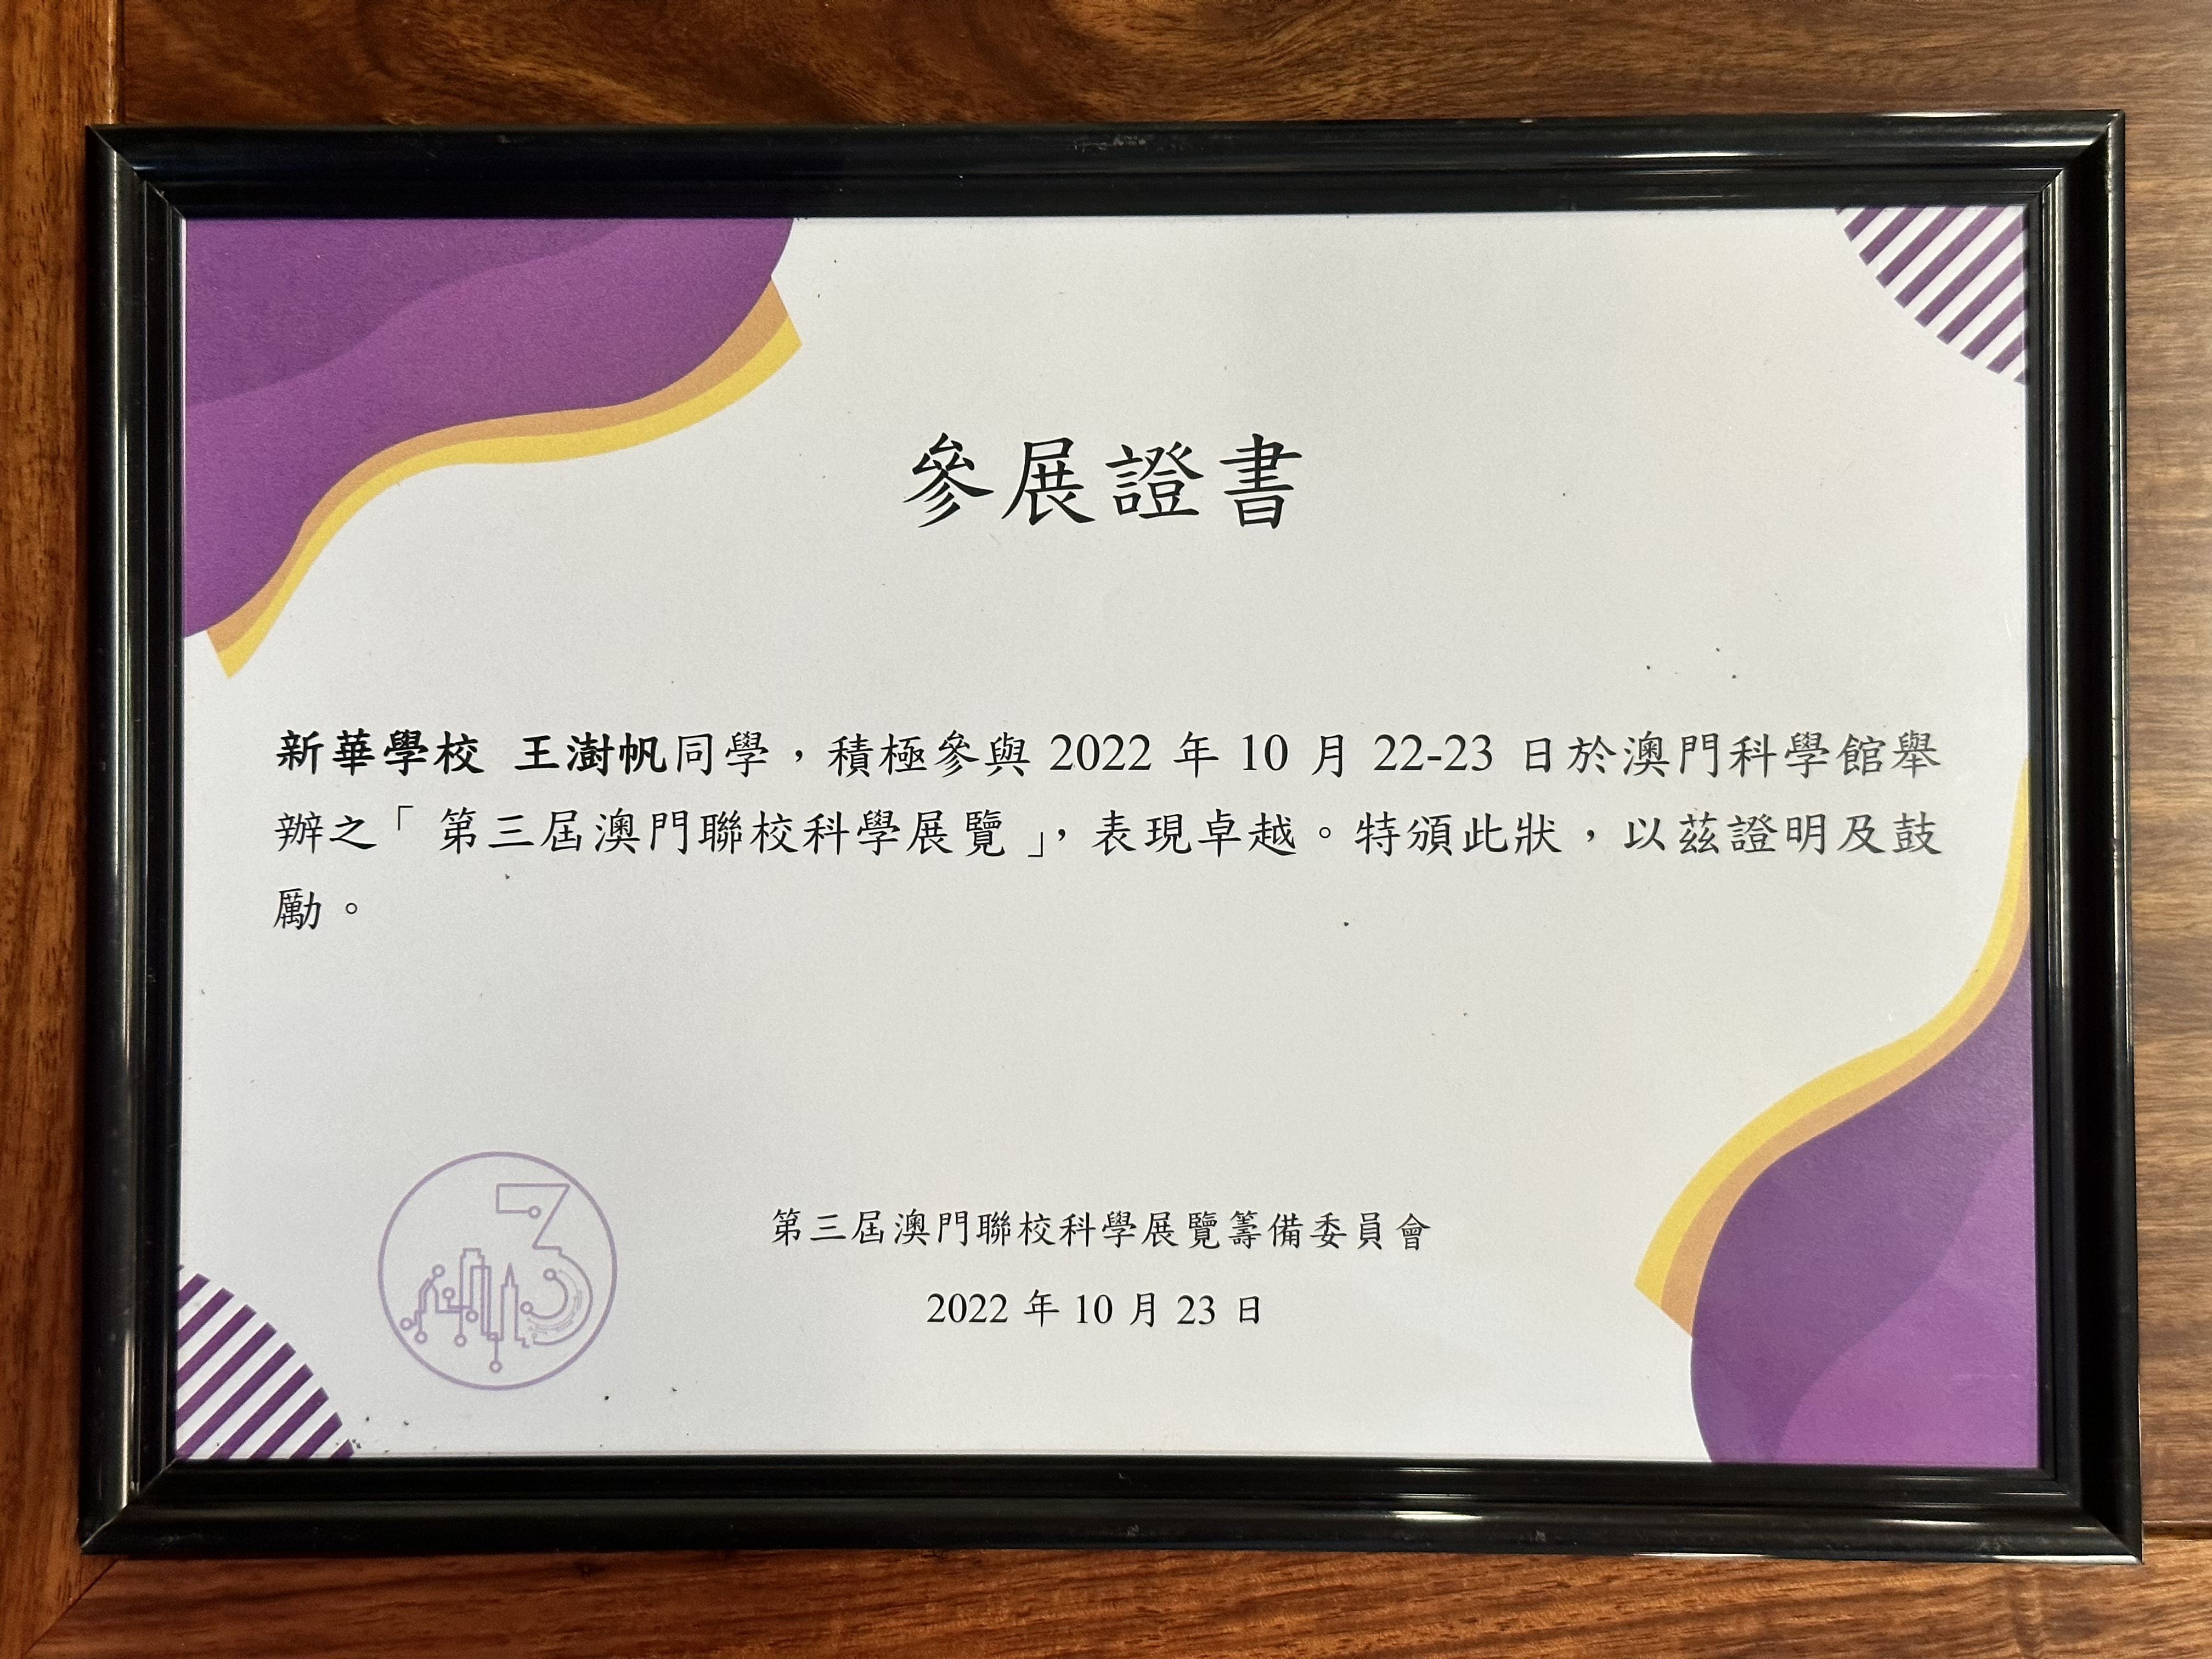 參展證書
新華學校 王澍帆同學，積極參與 2022 年 10 月 22-23 日於澳門科學館舉
辦之「 第三屆澳門聯校科學展覽 」，表現卓越。特頒此狀，以茲證明及鼓
勵。
3
第三屆澳門聯校科學展覽籌備委員會
2022 年 10 月 23 日